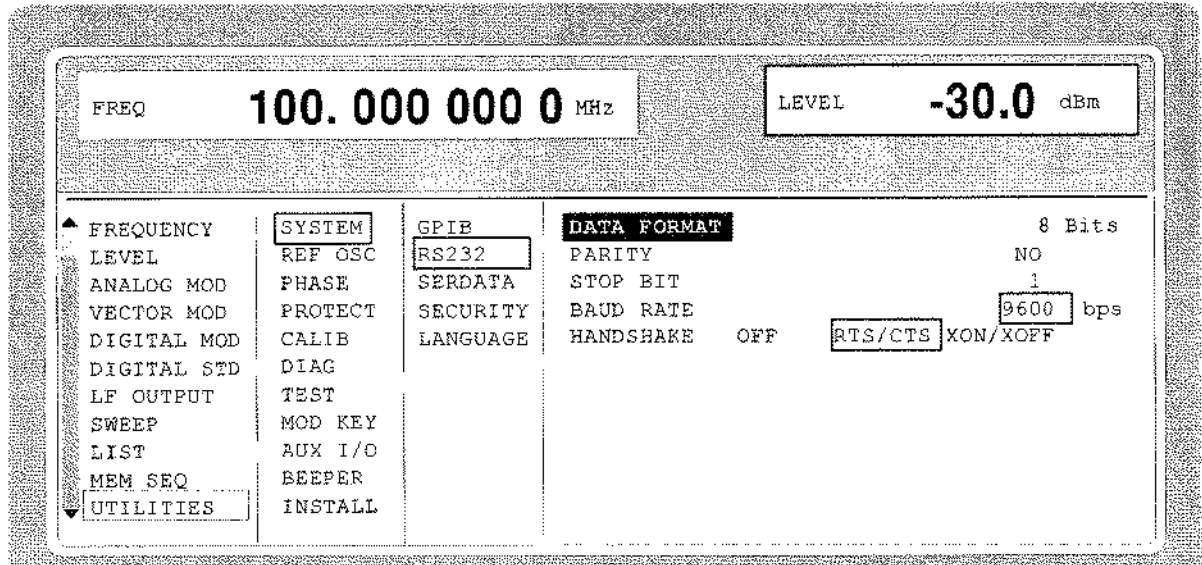 FREQ 100. 000 000 0 MHz
LEVEL -30.0 dBm
FREQUENCY
LEVEL
ANALOG MOD
VECTOR MOD
DIGITAL MOD
DIGITAL STD
LF OUTPUT
SWEEP
LIST
MEM SEQ
UTILITIES
SYSTEM
REF OSC
PHASE
PROTECT
CALIB
DIAG
TEST
MOD KEY
AUX I/O
BEEPER
INSTALL
GPIB
RS232
SERDATA
SECURITY
LANGUAGE
DATA FORMAT 8 Bits
PARITY NO
STOP BIT 1
BAUD RATE 9600 bps
HANDSHAKE OFF RTS/CTS XON/XOFF